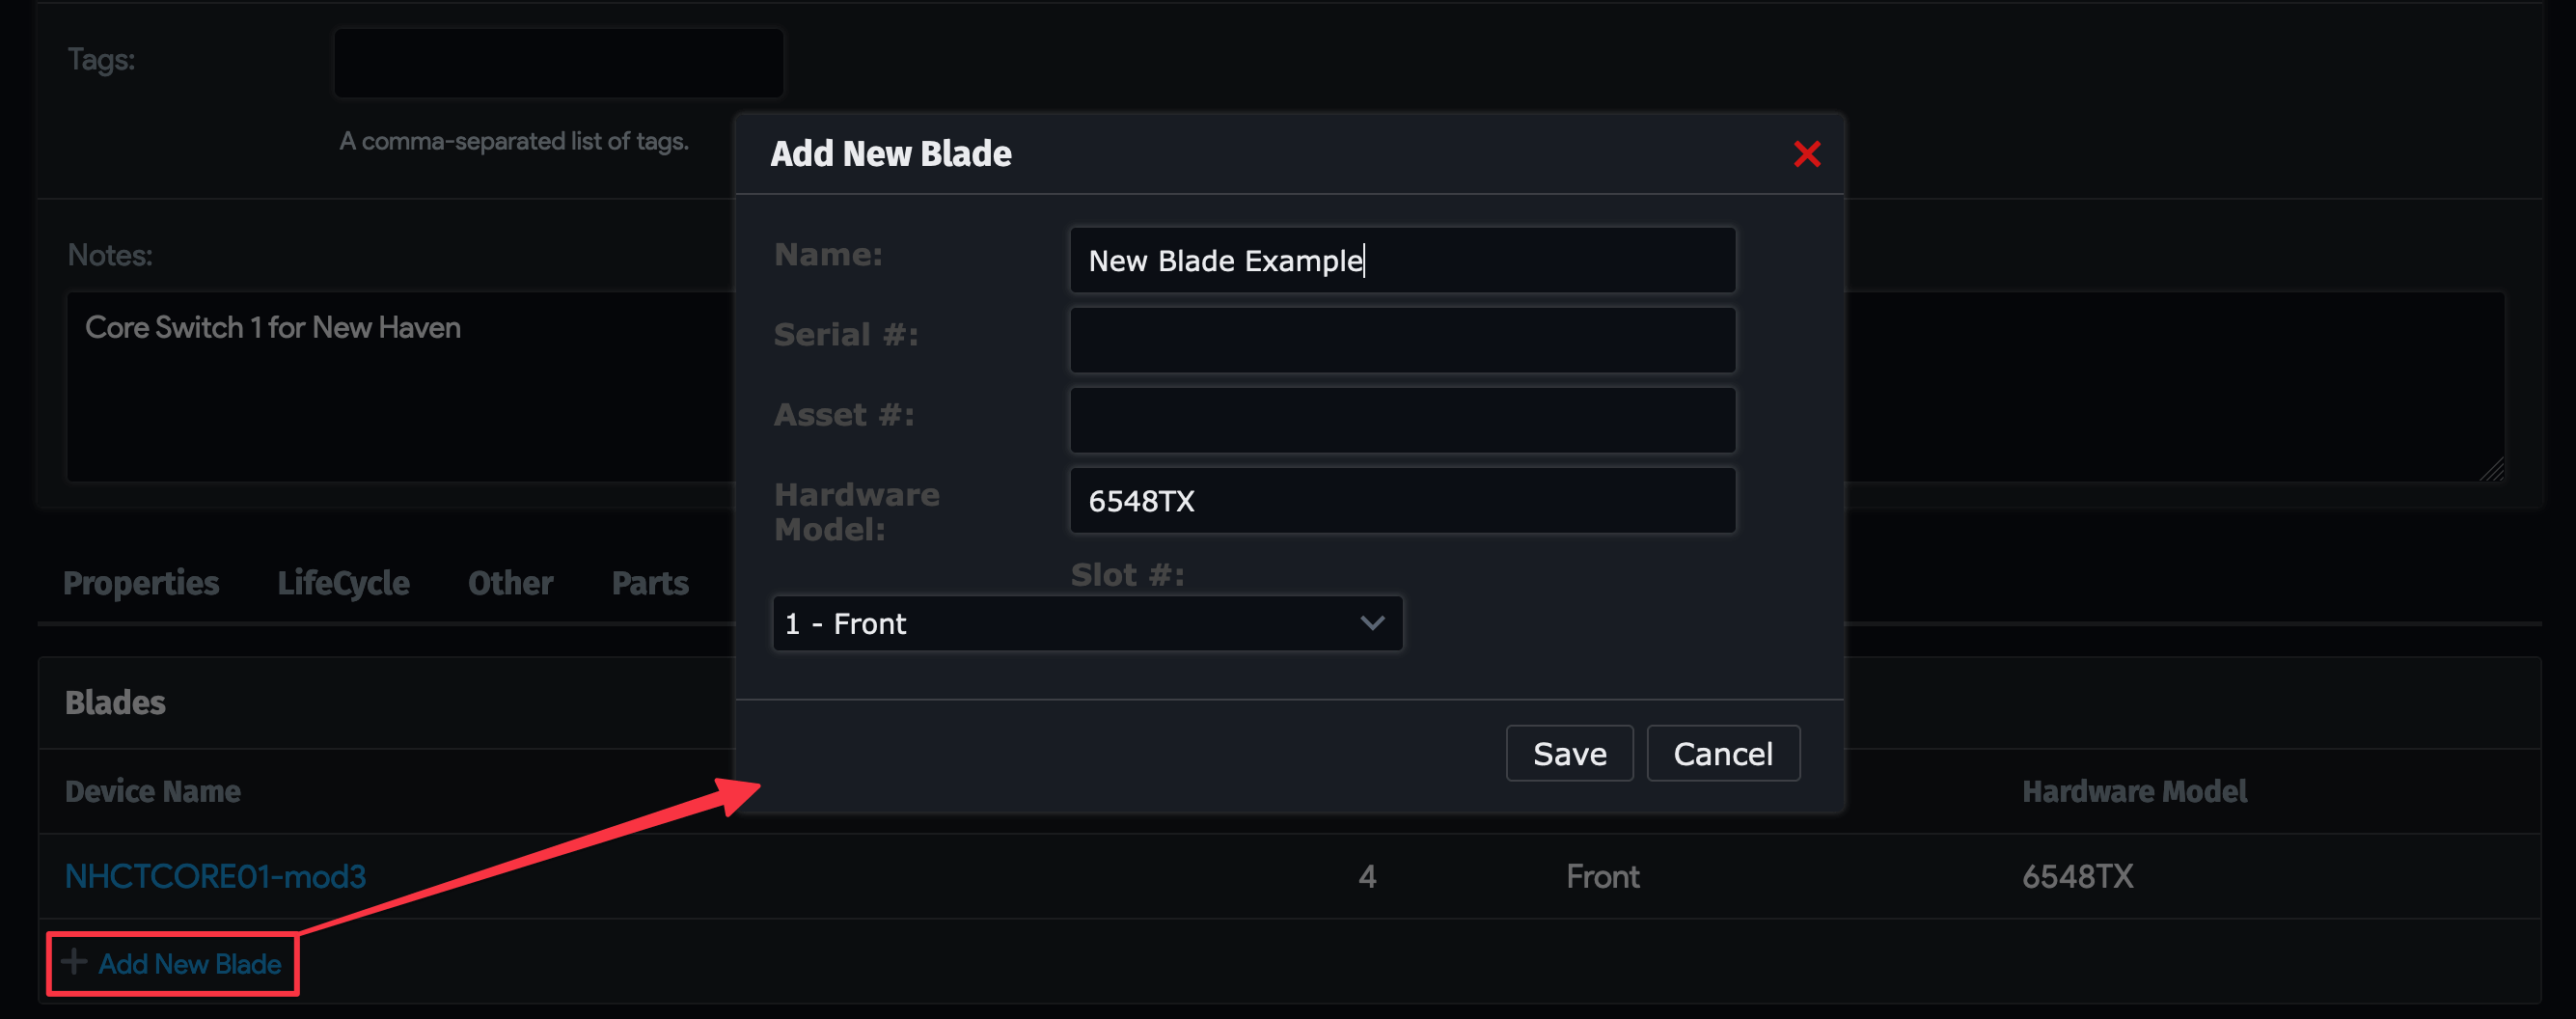 Tags:
A comma-separated list of tags.
Notes:
Core Switch 1 for New Haven
Add New Blade
Name:
New Blade Example
Serial #:
Asset #:
Hardware
Model:
6548TX
Slot #:
1 - Front
Save
Cancel
Properties
LifeCycle
Other
Parts
Blades
Device Name
Hardware Model
NHCTCORE01-mod3
4
Front
6548TX
Add New Blade